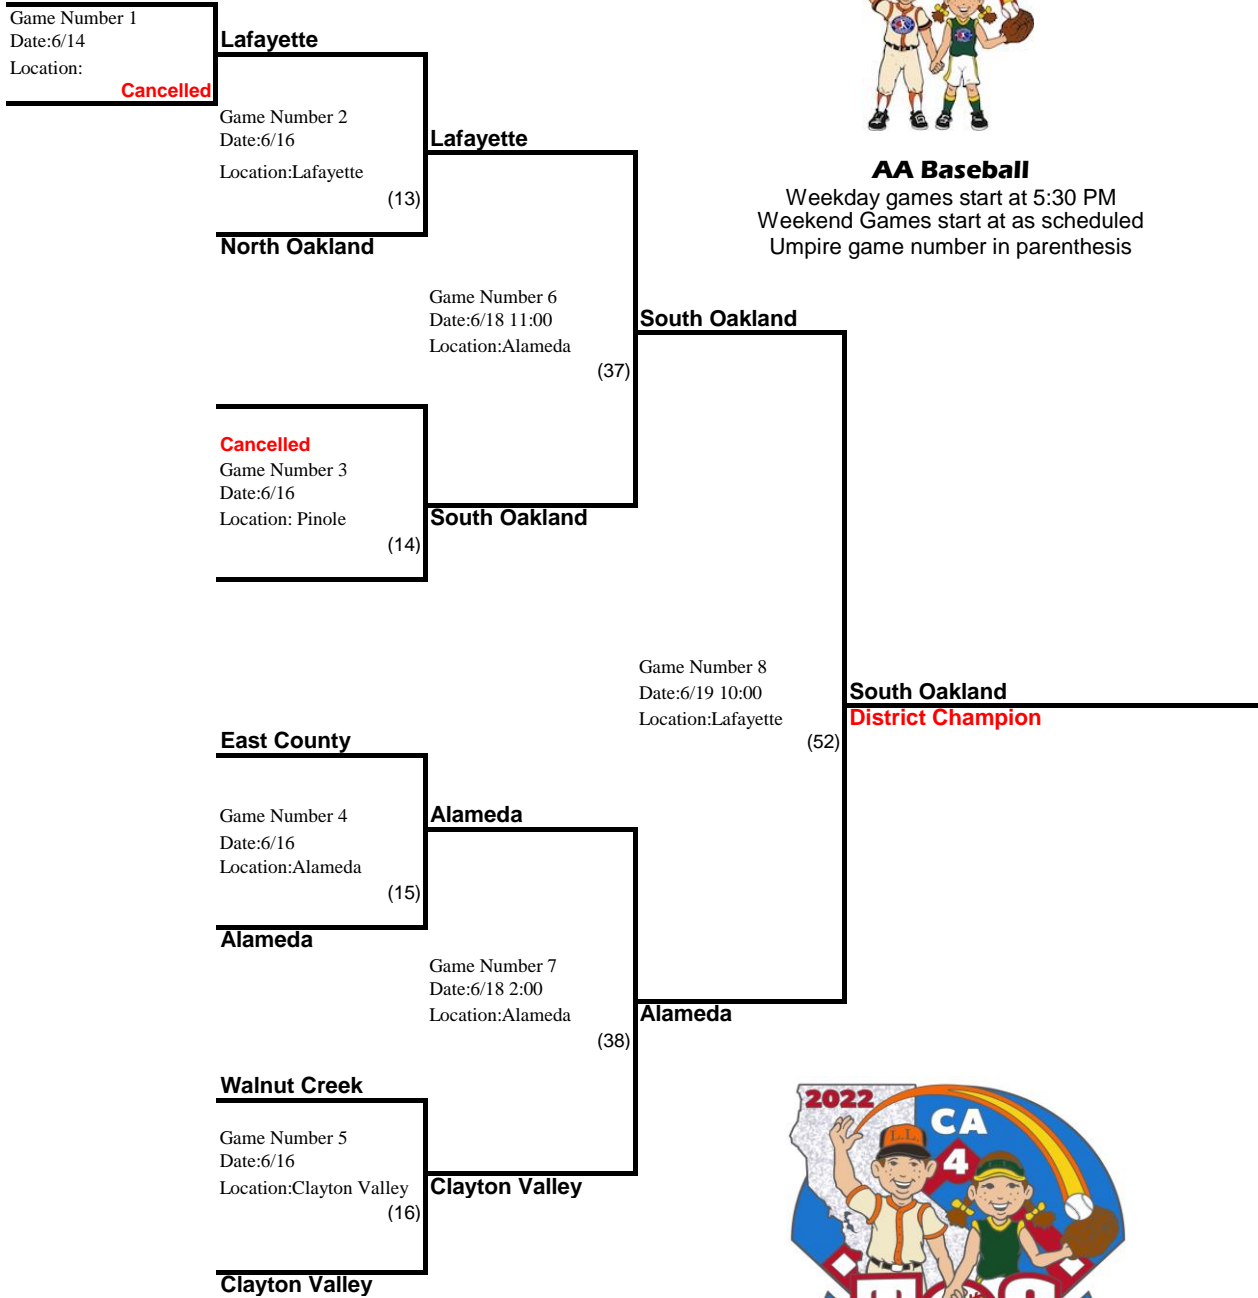 Game Number 1
Date:6/14
Location:
Cancelled
Lafayette
Game Number 2
Date:6/16
Location:Lafayette
(13)
North Oakland
Lafayette
AA Baseball
Weekday games start at 5:30 PM
Weekend Games start at as scheduled
Umpire game number in parenthesis
Game Number 6
Date:6/18 11:00
Location:Alameda
(37)
South Oakland
Cancelled
Game Number 3
Date:6/16
Location: Pinole
(14)
South Oakland
Game Number 8
Date:6/19 10:00
Location:Lafayette
(52)
South Oakland
District Champion
East County
Game Number 4
Date:6/16
Location:Alameda
(15)
Alameda
Alameda
Game Number 7
Date:6/18 2:00
Location:Alameda
(38)
Alameda
Walnut Creek
Game Number 5
Date:6/16
Location:Clayton Valley
(16)
Clayton Valley
Clayton Valley
2022
CA
4
L.L.